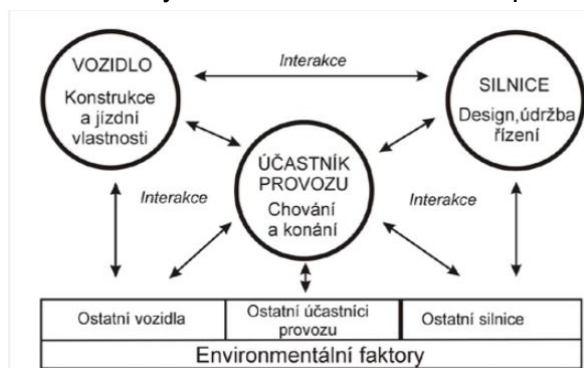 VOZIDLO
Konstrukce
a jízdní
vlastnosti
Interakce
SILNICE
Design,údržba
řízení
ÚČASTNÍK
PROVOZU
Chování
a konání
Interakce
Interakce
Ostatní vozidla
Ostatní účastníci
provozu
Ostatní silnice
Environmentální faktory